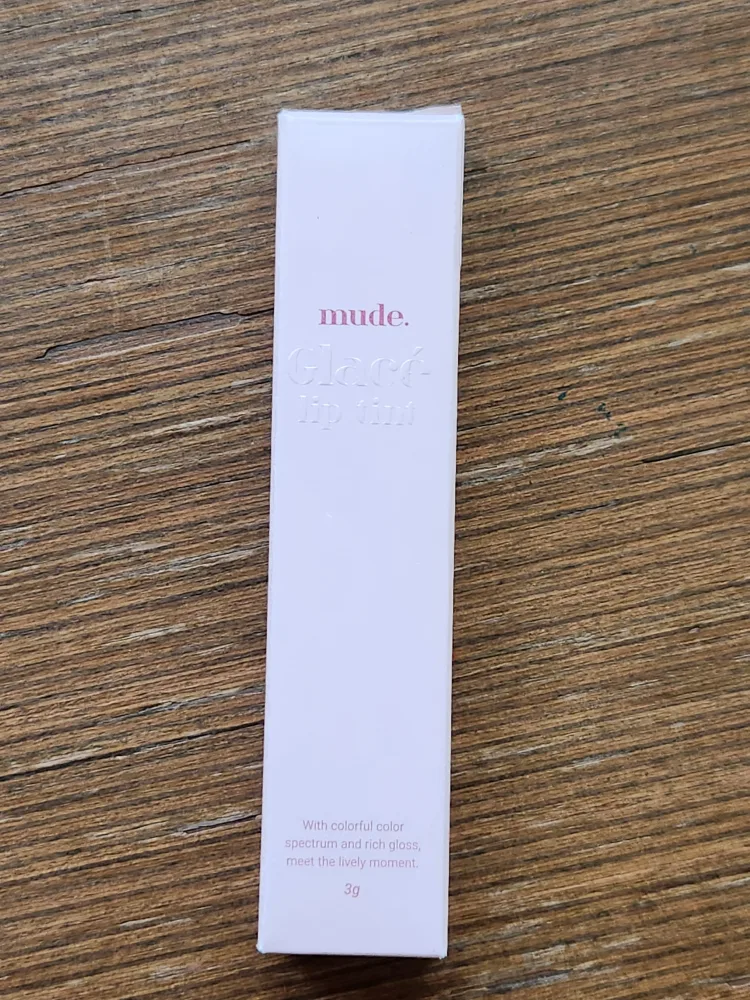 mude.
Glacé
lip tint
With colorful color
spectrum and rich gloss,
meet the lively moment.
3g